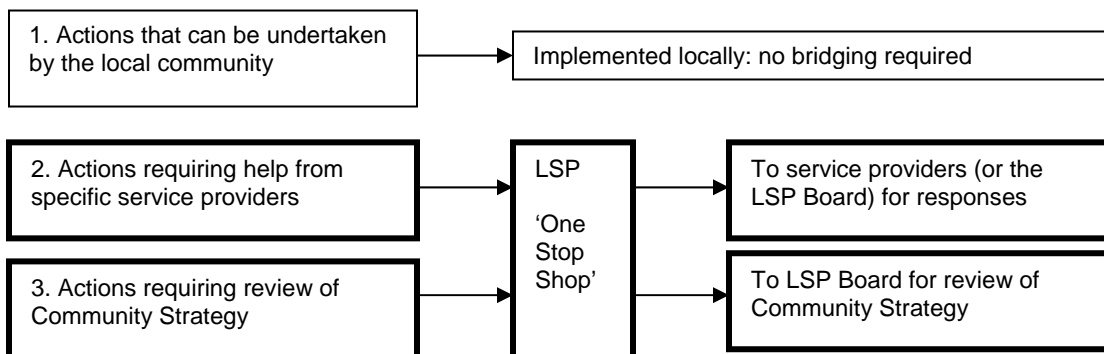 1. Actions that can be undertaken
by the local community
Implemented locally: no bridging required
2. Actions requiring help from
specific service providers
LSP
‘One
Stop
Shop’
To service providers (or the
LSP Board) for responses
3. Actions requiring review of
Community Strategy
To LSP Board for review of
Community Strategy